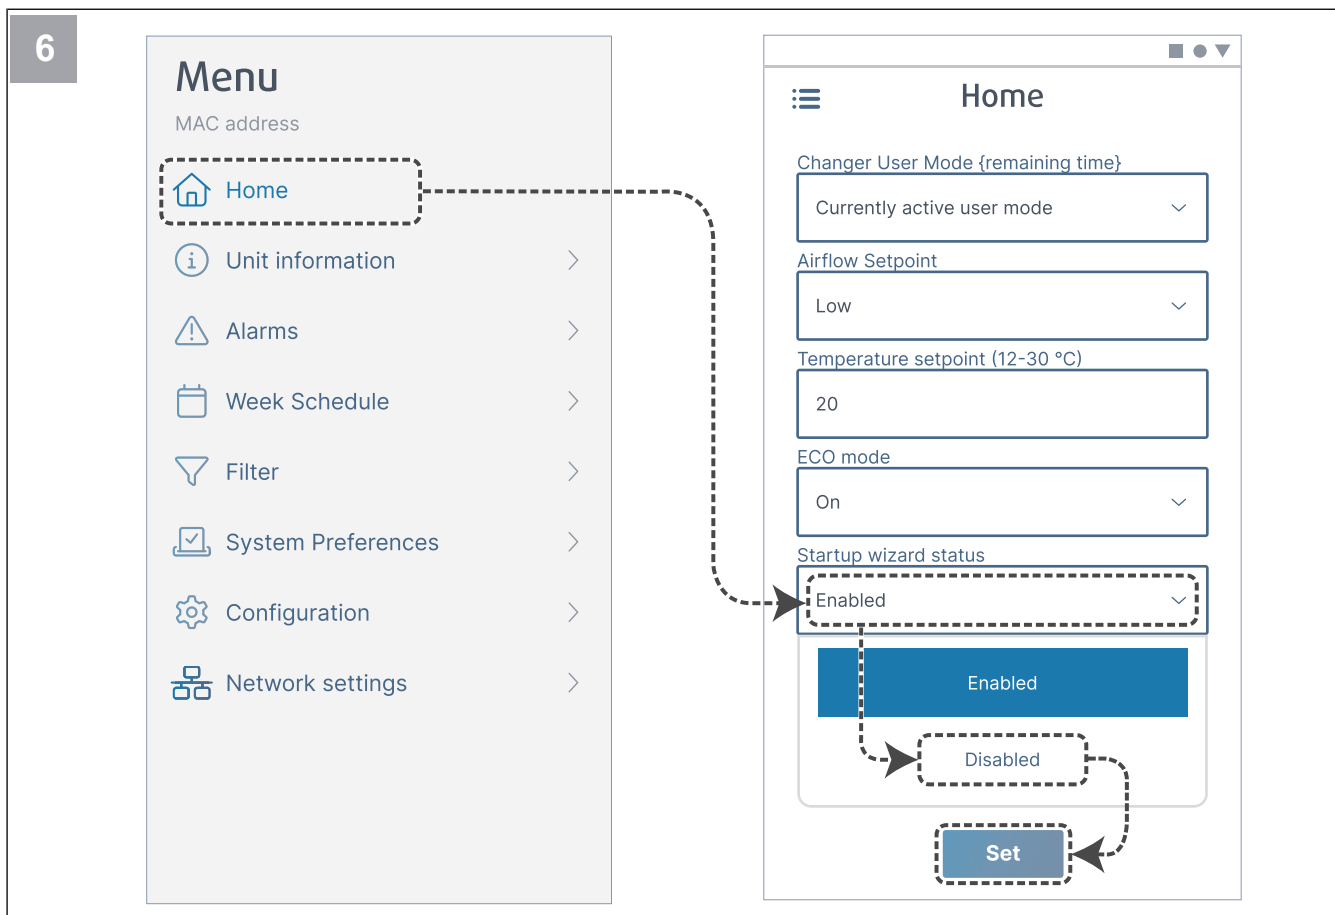 6
Menu
MAC address
Home
Unit information
Alarms
Week Schedule
Filter
System Preferences
Configuration
Network settings
Home
Changer User Mode {remaining time}
Currently active user mode
Airflow Setpoint
Low
Temperature setpoint (12-30 °C)
20
ECO mode
On
Startup wizard status
Enabled
Enabled
Disabled
Set